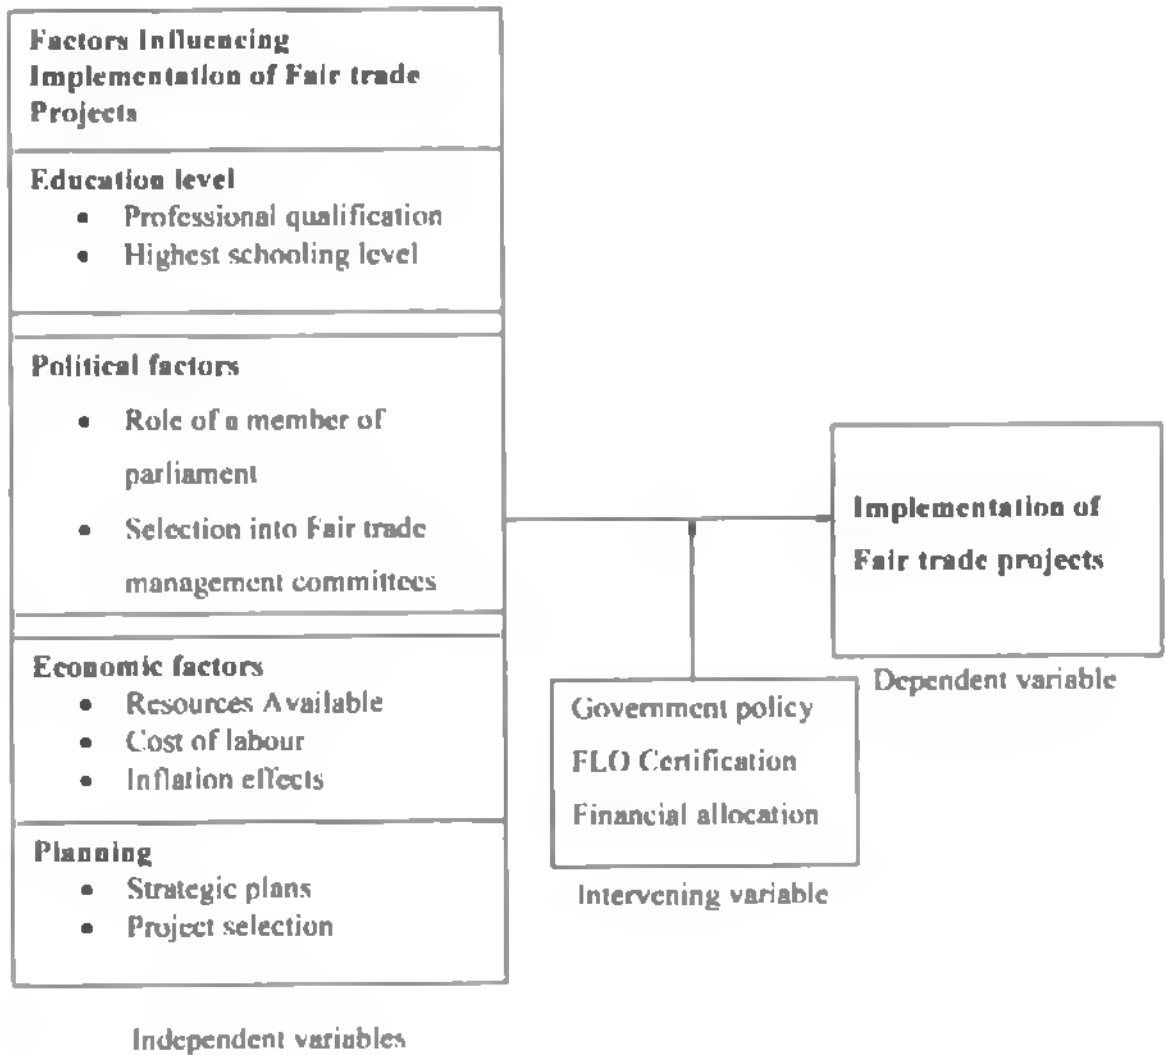 Factors Influencing
Implementation of Fair trade
Projects
Education level
• Professional qualification
• Highest schooling level
Political factors
• Role of a member of
parliament
• Selection into Fair trade
management committees
Economic factors
• Resources Available
• Cost of labour
• Inflation effects
Planning
• Strategic plans
• Project selection
Independent variables
Government policy
FLO Certification
Financial allocation
Intervening variable
Implementation of
Fair trade projects
Dependent variable